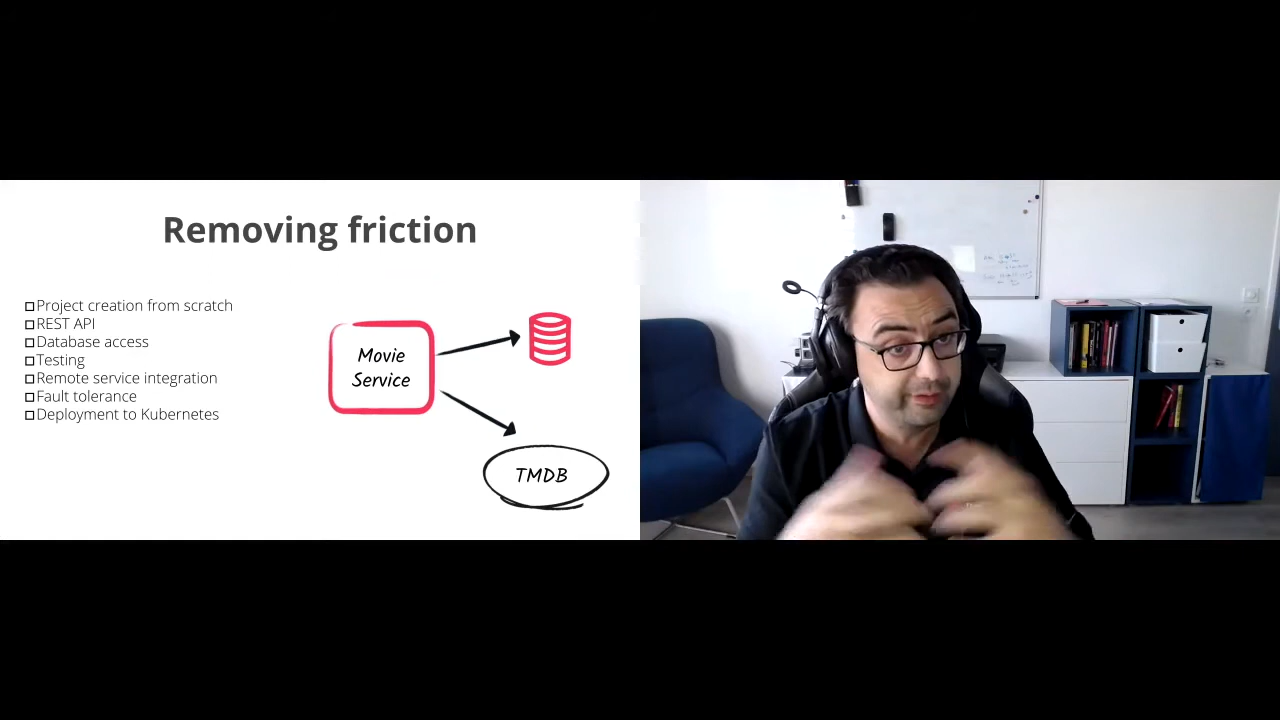 Removing friction
Project creation from scratch
REST API
Database access
Testing
Remote service integration
Fault tolerance
Deployment to Kubernetes
Movie
Service
TMDB